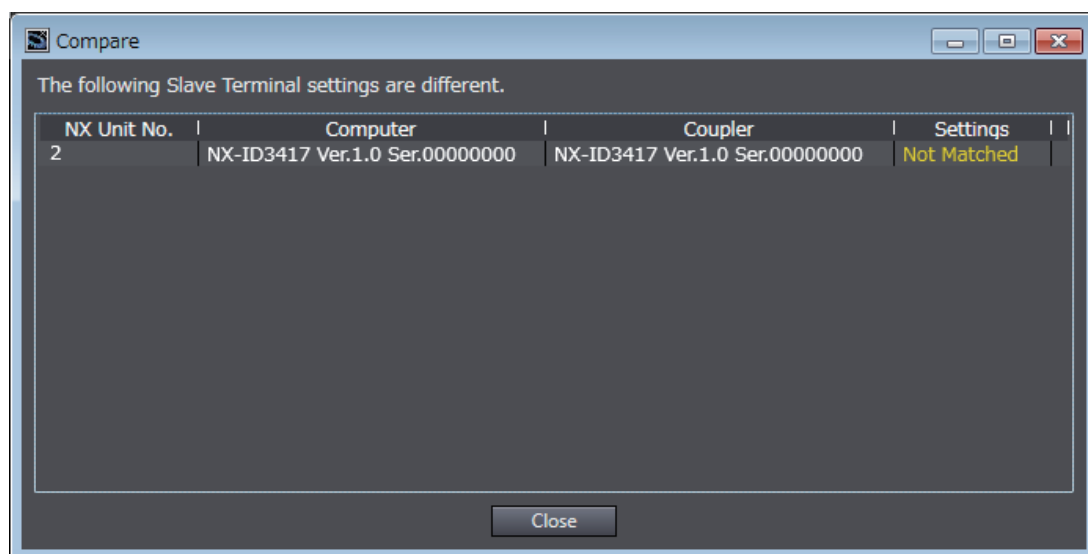 Compare
The following Slave Terminal settings are different.
NX Unit No. Computer Coupler Settings
2 NX-ID3417 Ver.1.0 Ser.00000000 NX-ID3417 Ver.1.0 Ser.00000000 Not Matched
Close